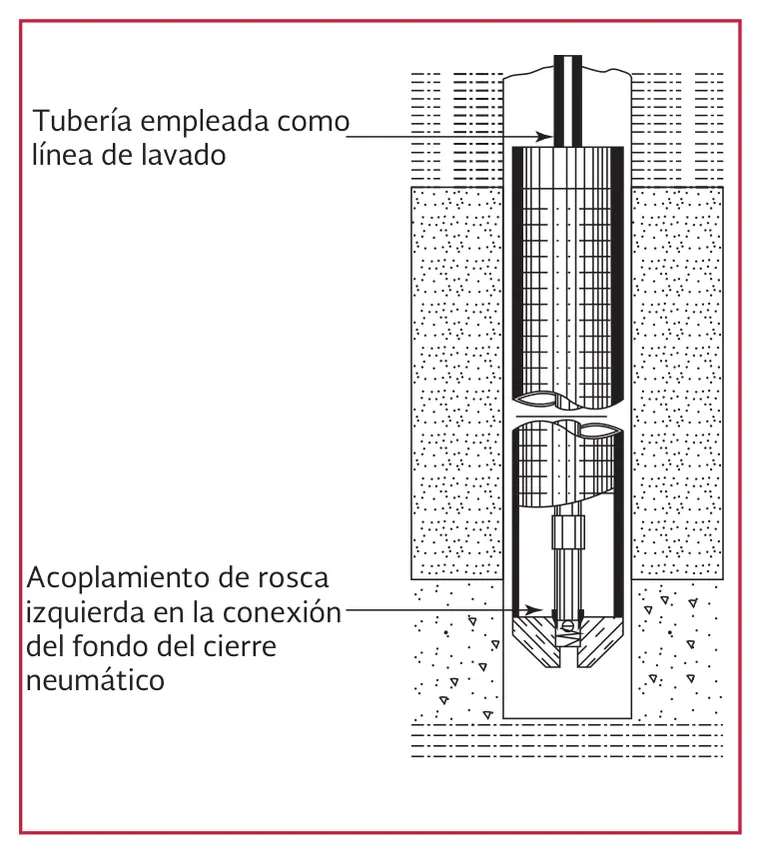 Tubería empleada como
línea de lavado
Acoplamiento de rosca
izquierda en la conexión
del fondo del cierre
neumático